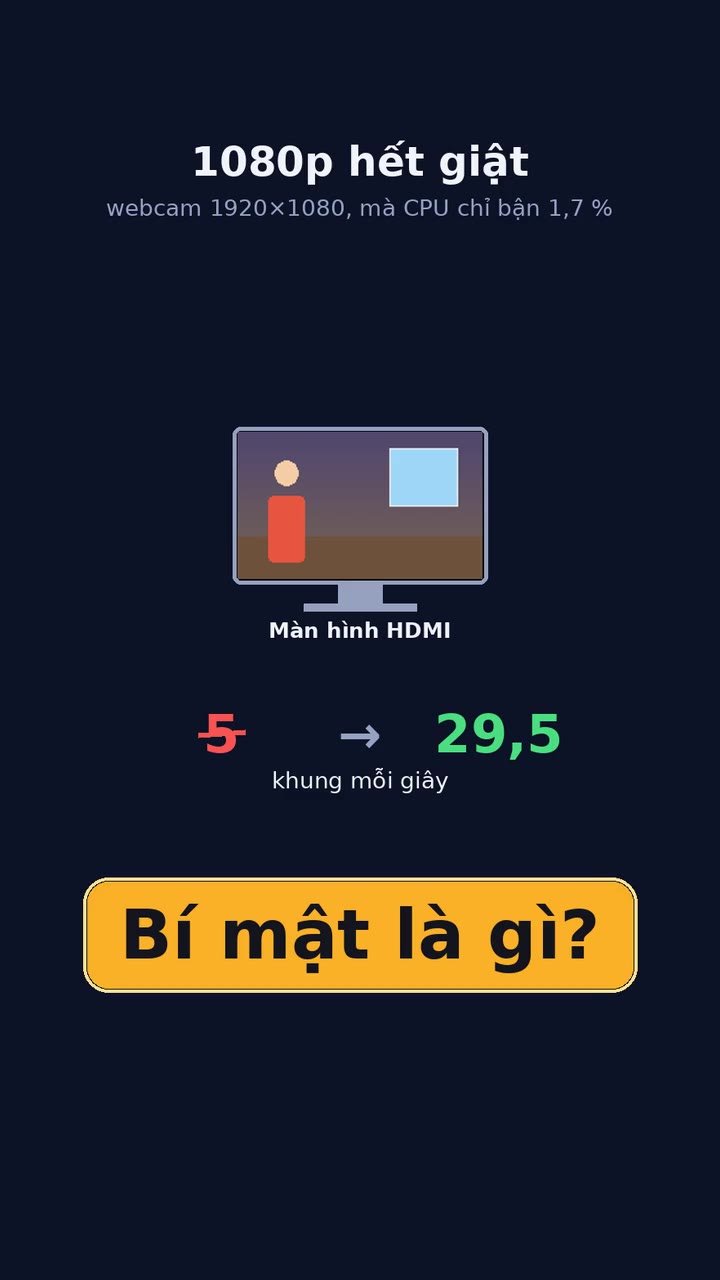 1080p hết giật
webcam 1920×1080, mà CPU chỉ bận 1,7 %
Màn hình HDMI
5 → 29,5
khung mỗi giây
Bí mật là gì?